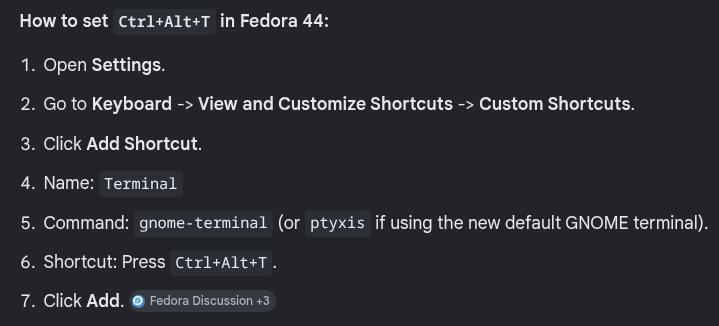 How to set Ctrl+Alt+T in Fedora 44:
1. Open Settings.
2. Go to Keyboard -> View and Customize Shortcuts -> Custom Shortcuts.
3. Click Add Shortcut.
4. Name: Terminal
5. Command: gnome-terminal (or ptyxis if using the new default GNOME terminal).
6. Shortcut: Press Ctrl+Alt+T.
7. Click Add. Fedora Discussion +3